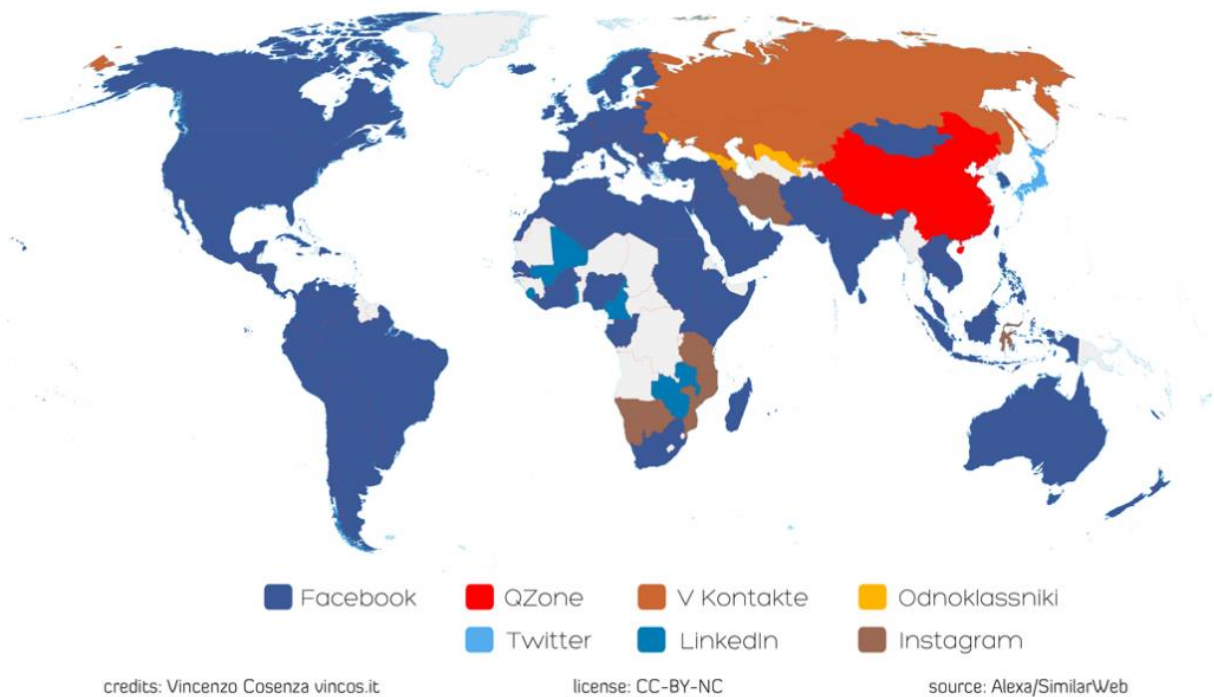 Facebook QZone V Kontakte Odnoklassniki
Twitter LinkedIn Instagram
credits: Vincenzo Cosenza vincos.it license: CC-BY-NC source: Alexa/SimilarWeb